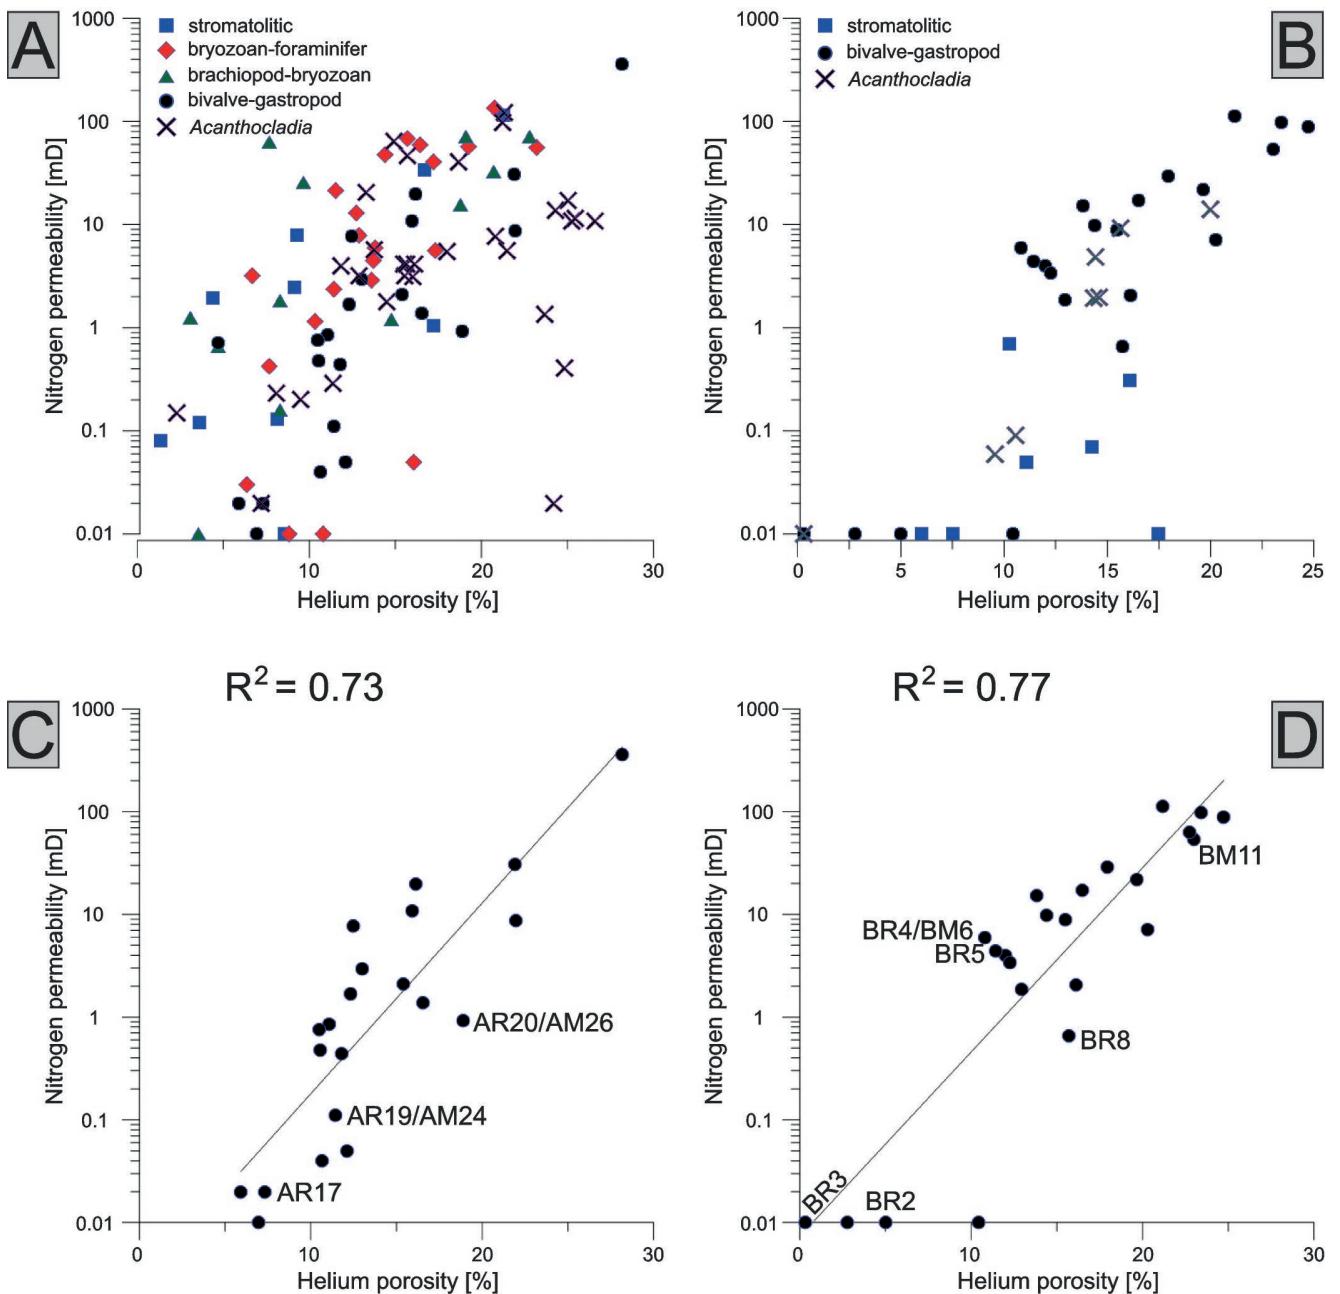 A
stromatolitic
bryozoan-foraminifer
brachiopod-bryozoan
bivalve-gastropod
Acanthocladia
1000
100
10
1
0.1
0.01
Nitrogen permeability [mD]
0
10
20
30
Helium porosity [%]
B
stromatolitic
bivalve-gastropod
Acanthocladia
1000
100
10
1
0.1
0.01
Nitrogen permeability [mD]
0
5
10
15
20
25
Helium porosity [%]
C
R² = 0.73
1000
100
10
1
0.1
0.01
Nitrogen permeability [mD]
AR20/AM26
AR19/AM24
AR17
0
10
20
30
Helium porosity [%]
D
R² = 0.77
1000
100
10
1
0.1
0.01
Nitrogen permeability [mD]
BM11
BR4/BM6
BR5
BR8
BR3
BR2
0
10
20
30
Helium porosity [%]